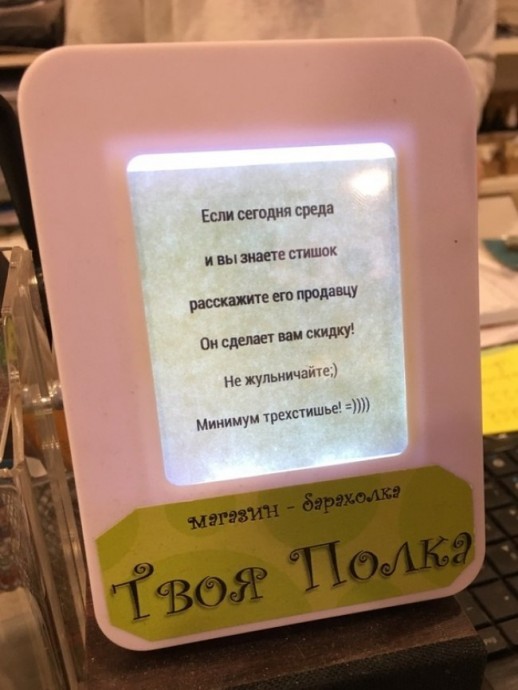 Если сегодня среда
и вы знаете стишок
расскажите его продавцу
Он сделает вам скидку!
Не жульничайте;)
Минимум трехстишье! =))))
магазин - барахолка
Твоя Полка